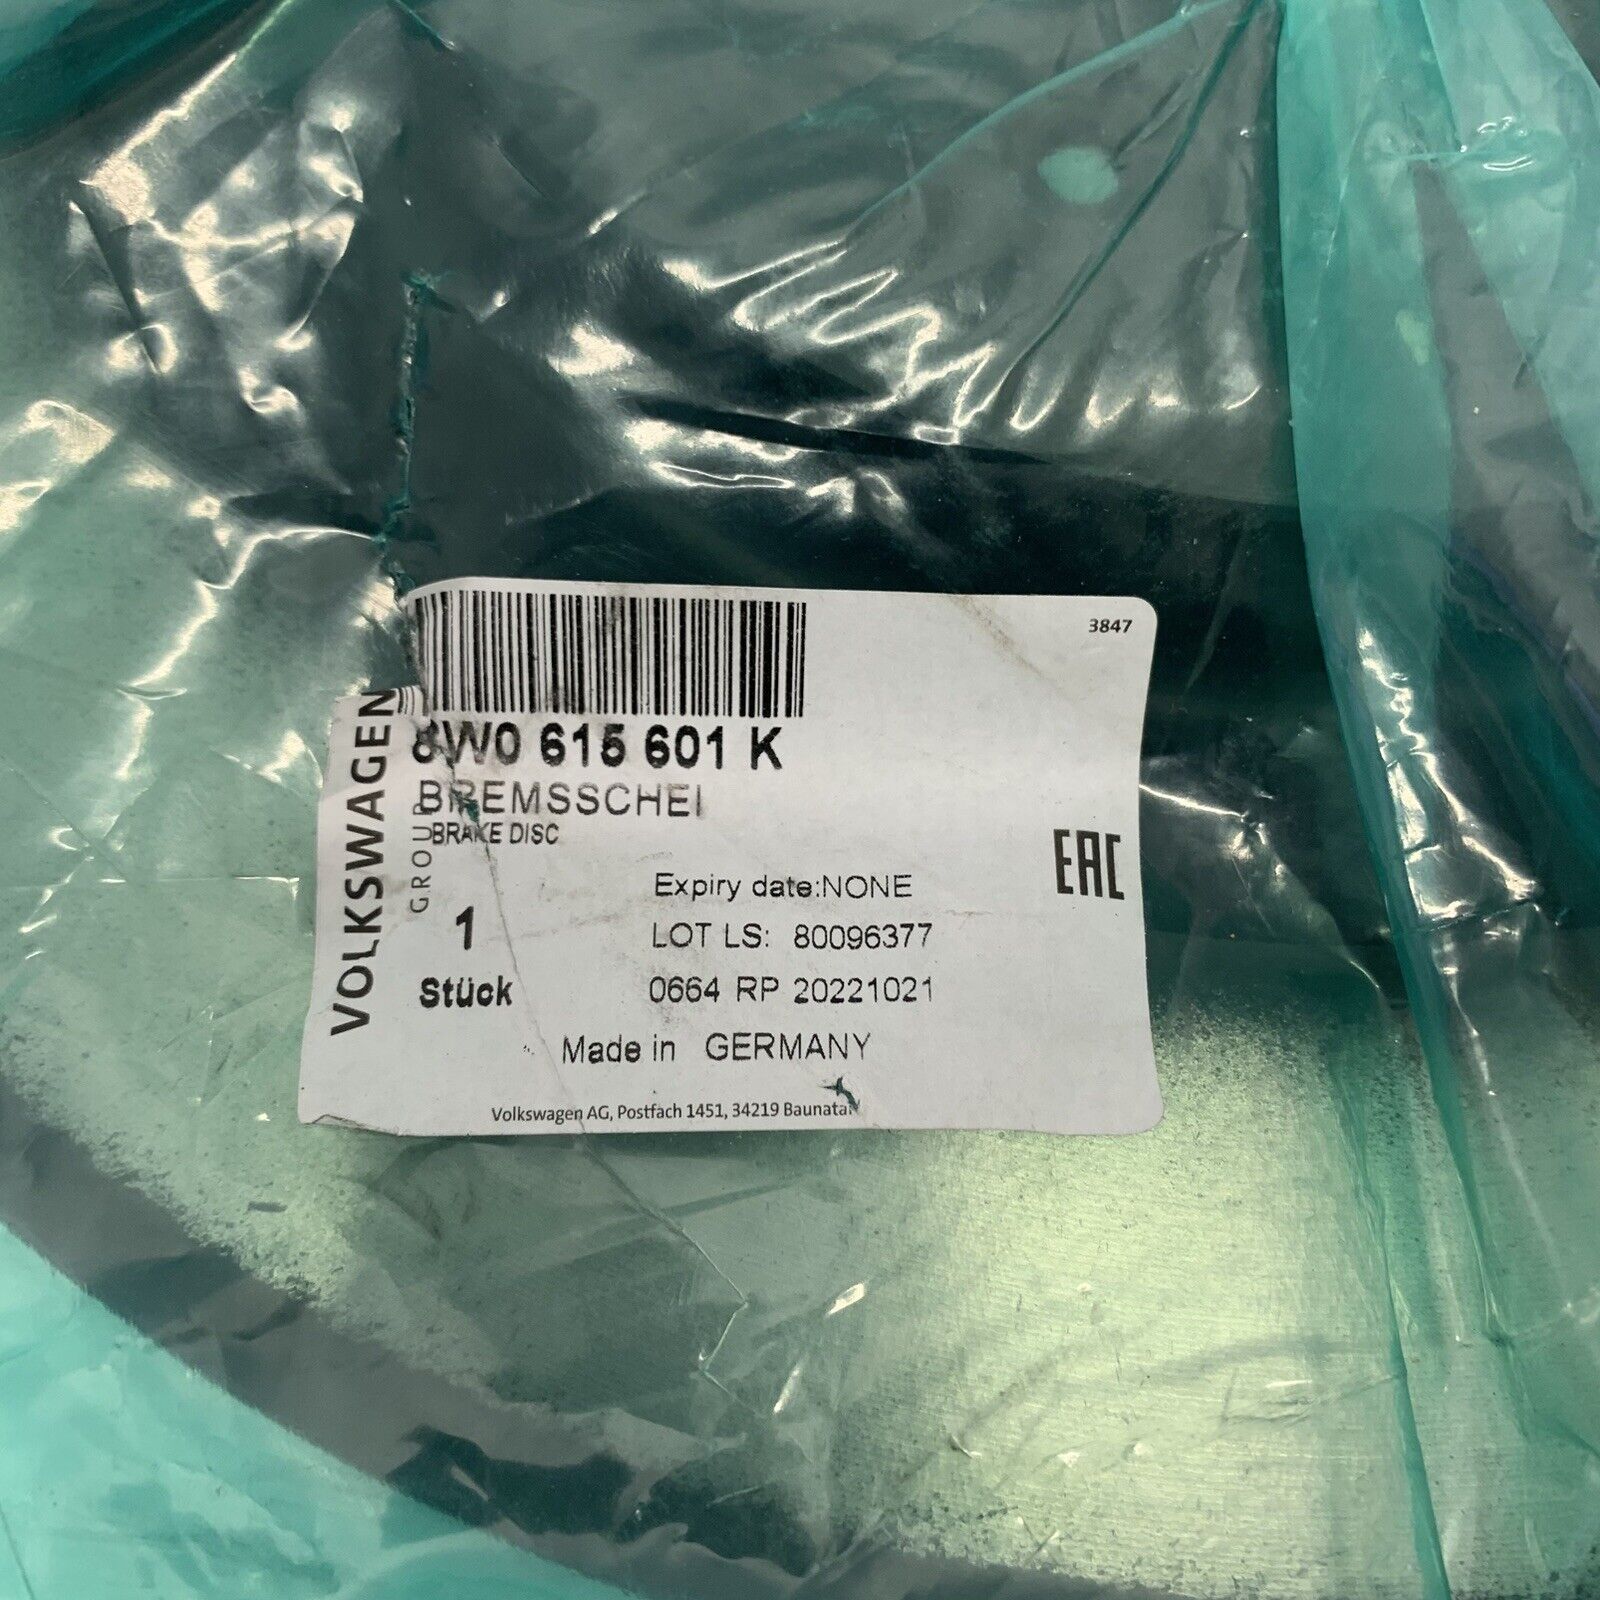 3847
VOLKSWAGEN
GROUP
8W0 615 601 K
BREMSSCHEI
BRAKE DISC
EAC
Expiry date:NONE
1
LOT LS: 80096377
Stück
0664 RP 20221021
Made in GERMANY
Volkswagen AG, Postfach 1451, 34219 Baunatal